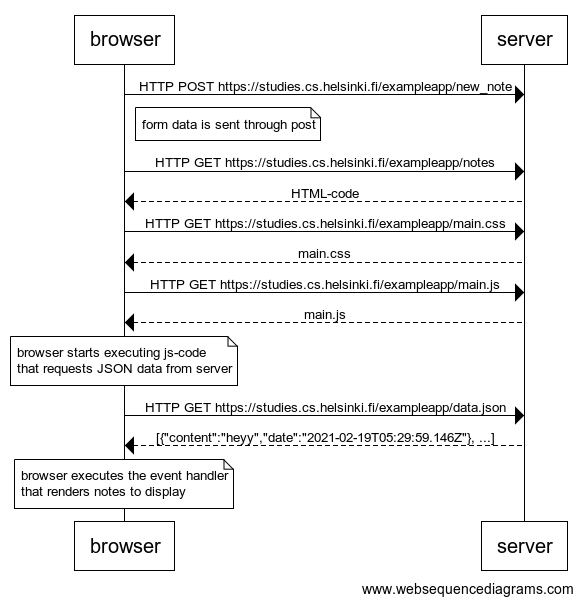 browser
server
HTTP POST https://studies.cs.helsinki.fi/exampleapp/new_note
form data is sent through post
HTTP GET https://studies.cs.helsinki.fi/exampleapp/notes
HTML-code
HTTP GET https://studies.cs.helsinki.fi/exampleapp/main.css
main.css
HTTP GET https://studies.cs.helsinki.fi/exampleapp/main.js
main.js
browser starts executing js-code
that requests JSON data from server
HTTP GET https://studies.cs.helsinki.fi/exampleapp/data.json
[{"content":"heyy","date":"2021-02-19T05:29:59.146Z"}, ...]
browser executes the event handler
that renders notes to display
browser
server
www.websequencediagrams.com